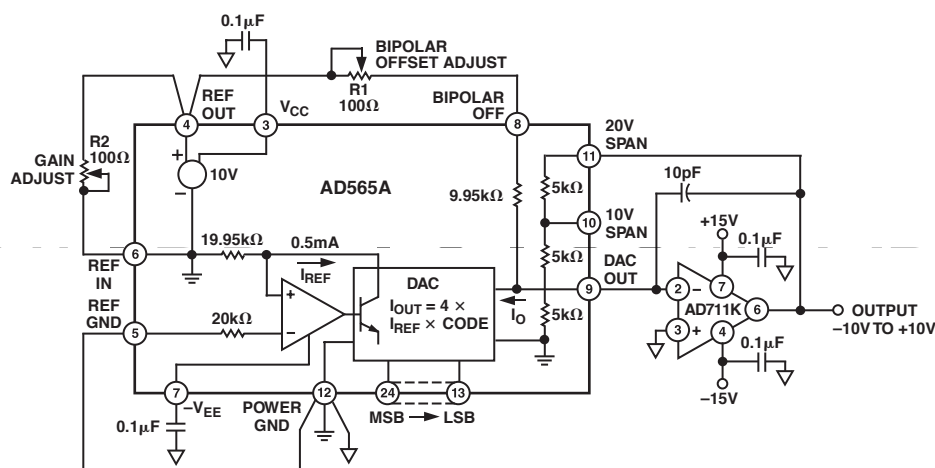 0.1µF
BIPOLAR
OFFSET ADJUST
R1
100Ω
REF
OUT
VCC
BIPOLAR
OFF
20V
SPAN
4
3
8
11
R2
100Ω
GAIN
ADJUST
+
10V
–
AD565A
9.95kΩ
5kΩ
10pF
10
10V
SPAN
+15V
0.1µF
6
REF
IN
19.95kΩ
0.5mA
IREF
5kΩ
DAC
OUT
9
REF
GND
5
20kΩ
+
–
DAC
IOUT = 4 ×
IREF × CODE
IO
5kΩ
2
–
7
AD711K
6
3
+
4
OUTPUT
–10V TO +10V
0.1µF
–15V
7
–VEE
0.1µF
POWER
GND
12
24
13
MSB
LSB